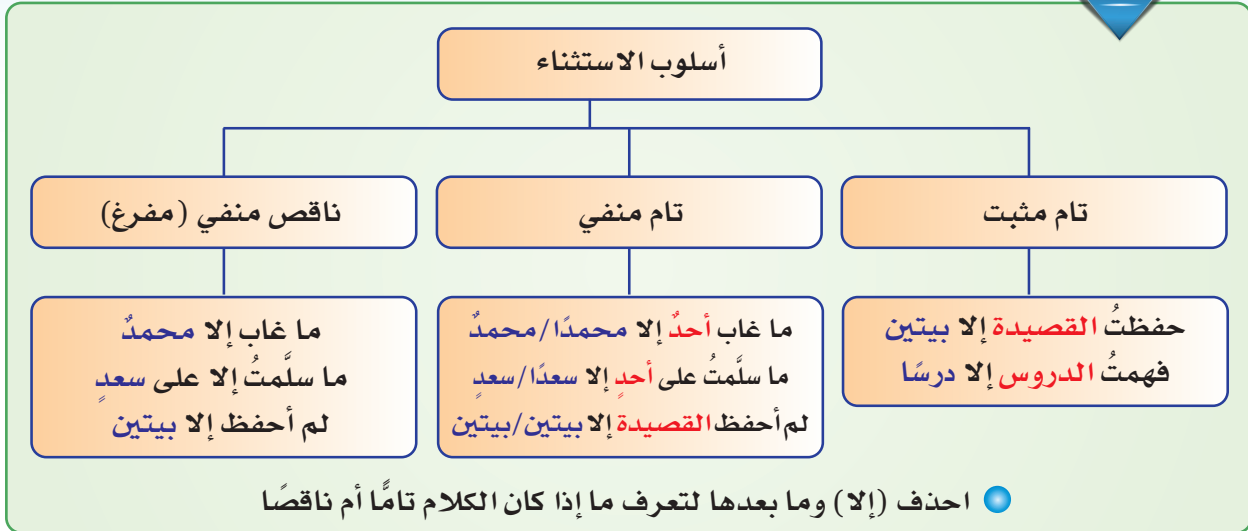 أسلوب الاستثناء
تام مثبت
تام منفي
ناقص منفي (مفرغ)
حفظتُ القصيدة إلا بيتين
فهمتُ الدروس إلا درسًا
ما غاب أحدٌ إلا محمدًا/محمدٌ
ما سلَّمتُ على أحدٍ إلا سعدًا/سعدٍ
لم أحفظ القصيدة إلا بيتين/بيتين
ما غاب إلا محمدٌ
ما سلَّمتُ إلا على سعدٍ
لم أحفظ إلا بيتين
احذف (إلا) وما بعدها لتعرف ما إذا كان الكلام تامًّا أم ناقصًا